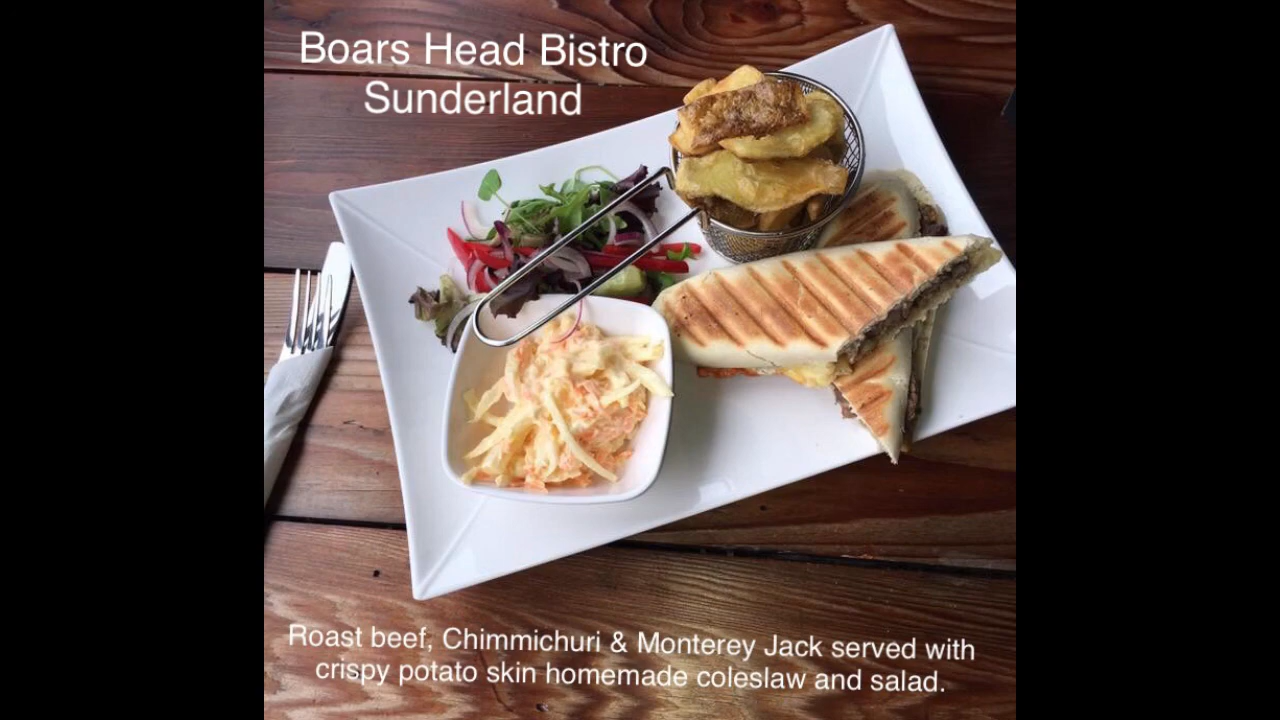 Boars Head Bistro
Sunderland
Roast beef, Chimmichuri & Monterey Jack served with
crispy potato skin homemade coleslaw and salad.